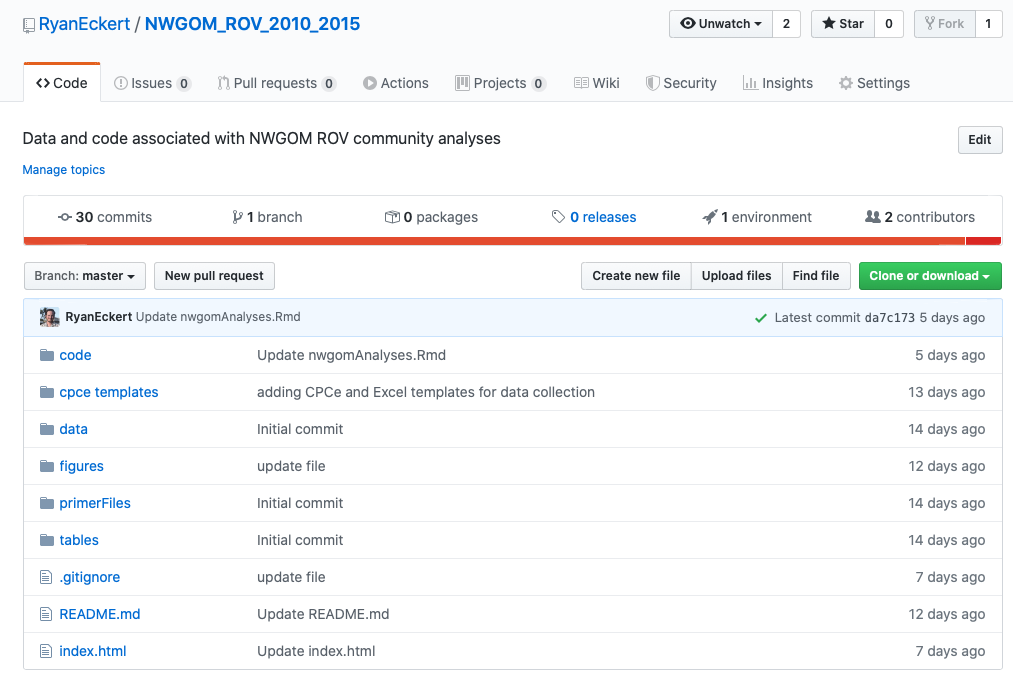 RyanEckert / NWGOM_ROV_2010_2015
Unwatch 2 Star 0 Fork 1
Code Issues 0 Pull requests 0 Actions Projects 0 Wiki Security Insights Settings
Data and code associated with NWGOM ROV community analyses
Edit
Manage topics
30 commits 1 branch 0 packages 0 releases 1 environment 2 contributors
Branch: master New pull request Create new file Upload files Find file Clone or download
RyanEckert Update nwgomAnalyses.Rmd Latest commit da7c173 5 days ago
code Update nwgomAnalyses.Rmd 5 days ago
cpce templates adding CPCe and Excel templates for data collection 13 days ago
data Initial commit 14 days ago
figures update file 12 days ago
primerFiles Initial commit 14 days ago
tables Initial commit 14 days ago
.gitignore update file 7 days ago
README.md Update README.md 12 days ago
index.html Update index.html 7 days ago